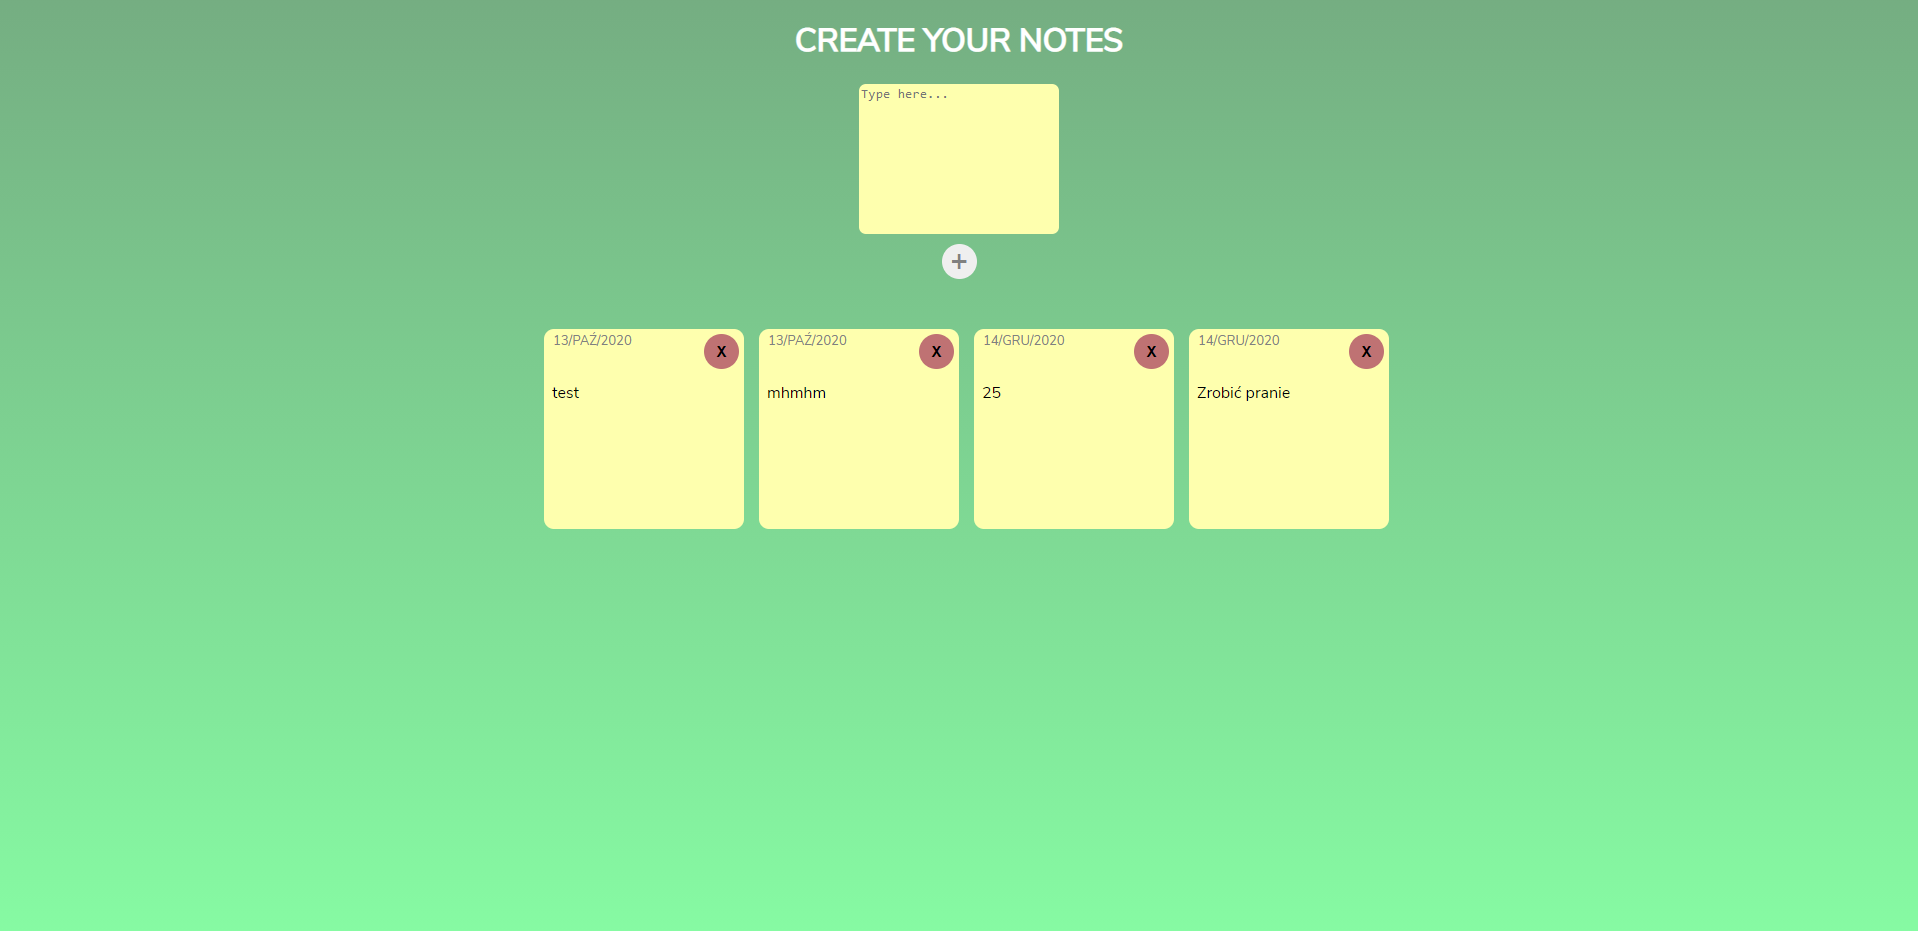 CREATE YOUR NOTES
Type here...
+
13/PAŹ/2020
X
test
13/PAŹ/2020
X
mhmhm
14/GRU/2020
X
25
14/GRU/2020
X
Zrobić pranie